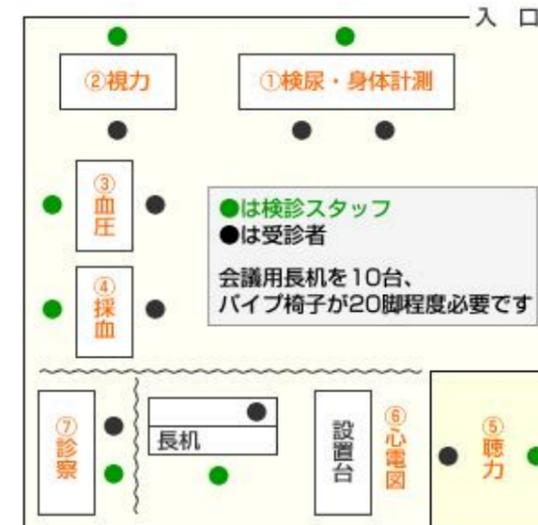 入 口
②視力
①検尿・身体計測
③血圧
●は検診スタッフ
●は受診者
会議用長机を10台、
パイプ椅子が20脚程度必要です
④採血
⑦診察
長机
設置台
⑥心電図
⑤聴力